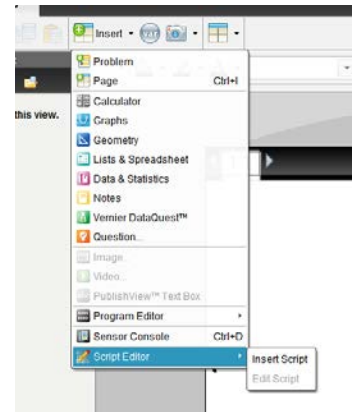 Insert
Problem
Page Ctrl+I
this view.
Calculator
Graphs
Geometry
Lists & Spreadsheet
Data & Statistics
Notes
Vernier DataQuest™
Question...
Image...
Video...
PublishView™ Text Box
Program Editor
Sensor Console Ctrl+D
Script Editor
Insert Script
Edit Script